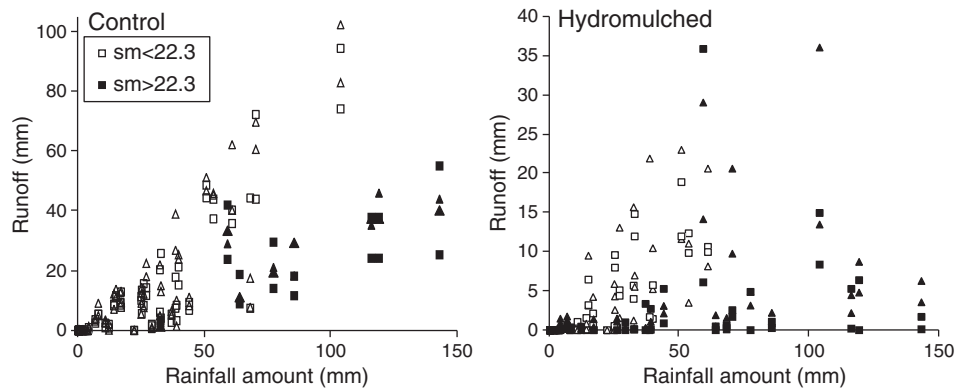 Control
sm<22.3
sm>22.3
Runoff (mm)
100
80
60
40
20
0
0 50 100 150
Rainfall amount (mm)
Hydromulched
Runoff (mm)
40
35
30
25
20
15
10
5
0
0 50 100 150
Rainfall amount (mm)